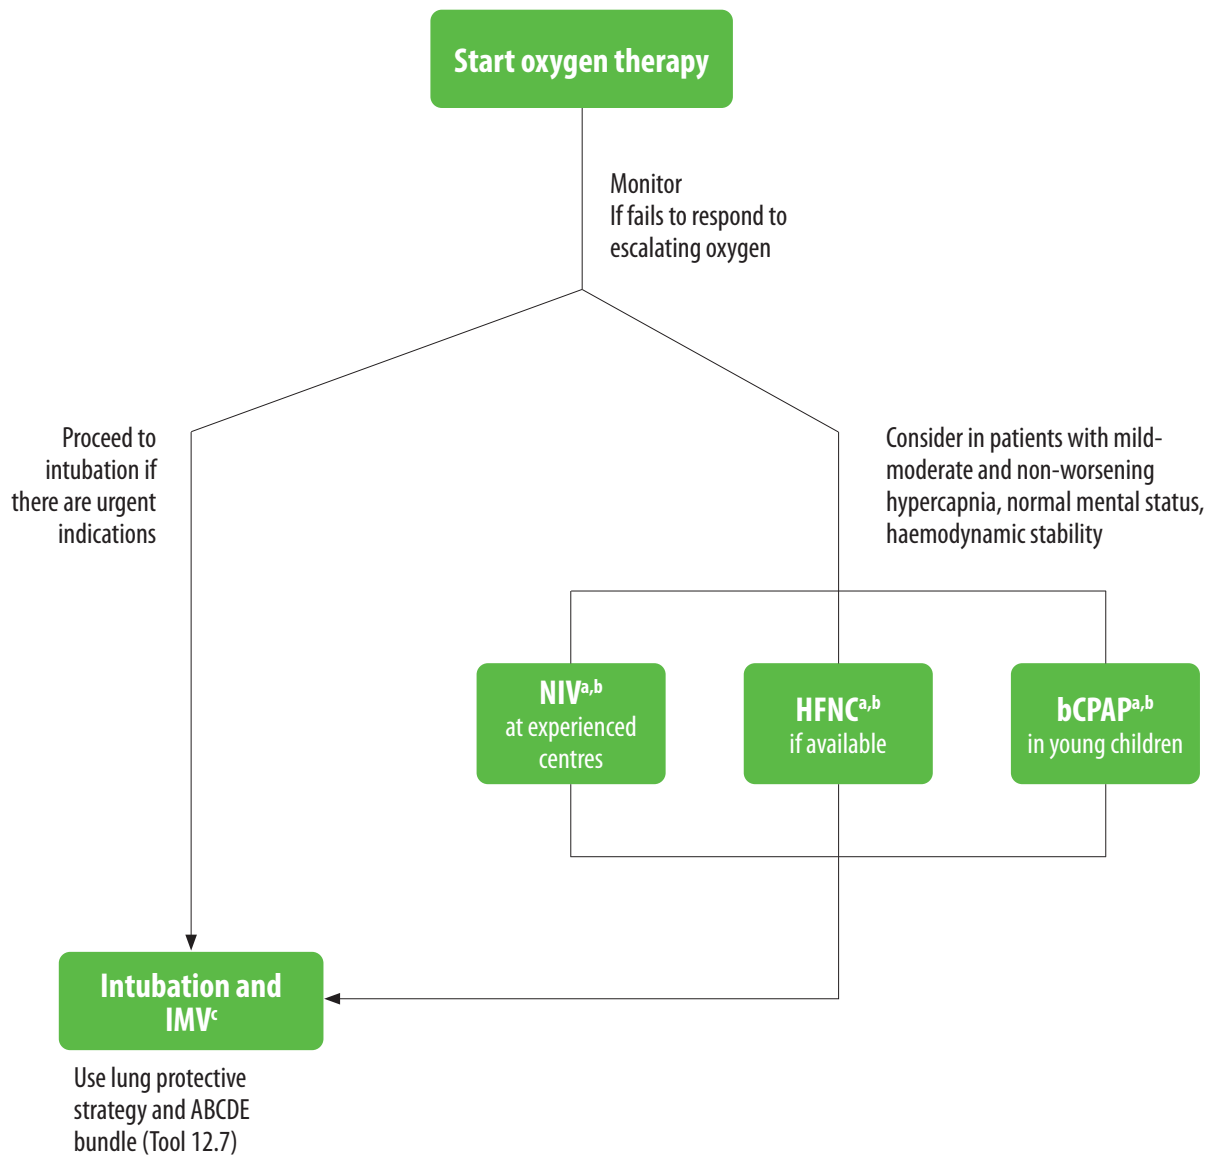 Start oxygen therapy
Monitor
If fails to respond to
escalating oxygen
Proceed to
intubation if
there are urgent
indications
Consider in patients with mild-
moderate and non-worsening
hypercapnia, normal mental status,
haemodynamic stability
NIVa,b
at experienced
centres
HFNCa,b
if available
bCPAPa,b
in young children
Intubation and
IMVc
Use lung protective
strategy and ABCDE
bundle (Tool 12.7)